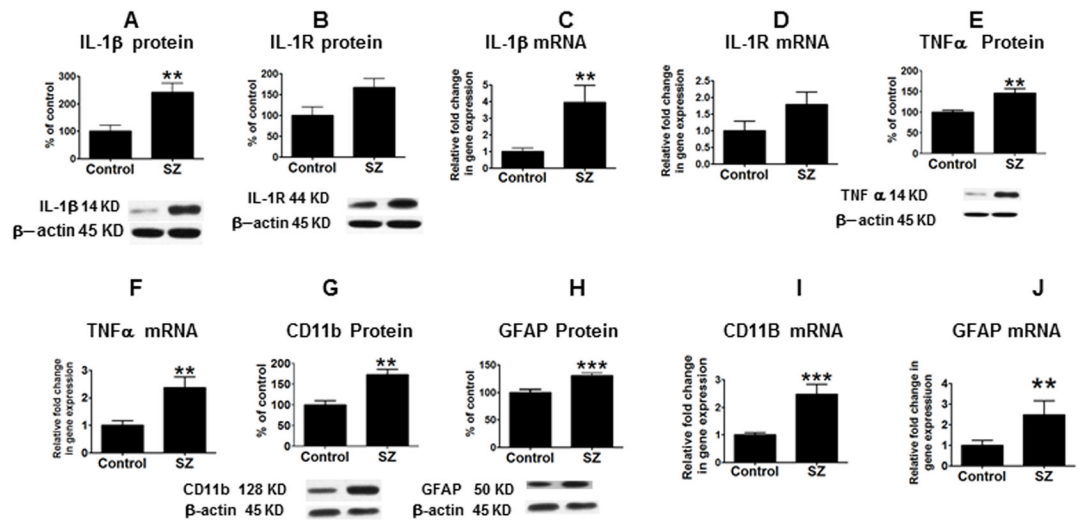 A
IL-1β protein
% of control
300
200
100
0
**
Control SZ
IL-1β 14 KD
β–actin 45 KD
B
IL-1R protein
% of control
200
150
100
50
0
Control SZ
IL-1R 44 KD
β–actin 45 KD
C
IL-1β mRNA
Relative fold change
in gene expression
5
4
3
2
1
0
**
Control SZ
D
IL-1R mRNA
Relative fold change
in gene expression
2.5
2.0
1.5
1.0
0.5
0.0
Control SZ
E
TNFα Protein
% of control
200
150
100
50
0
**
Control SZ
TNF α 14 KD
β–actin 45 KD
F
TNFα mRNA
Relative fold change
in gene expression
3
2
1
0
**
Control SZ
G
CD11b Protein
% of control
200
150
100
50
0
**
Control SZ
CD11b 128 KD
β-actin 45 KD
H
GFAP Protein
% of control
150
100
50
0
***
Control SZ
GFAP 50 KD
β-actin 45 KD
I
CD11B mRNA
Relative fold change
in gene expression
3
2
1
0
***
Control SZ
J
GFAP mRNA
Relative fold change in
gene expressiuon
4
3
2
1
0
**
Control SZ